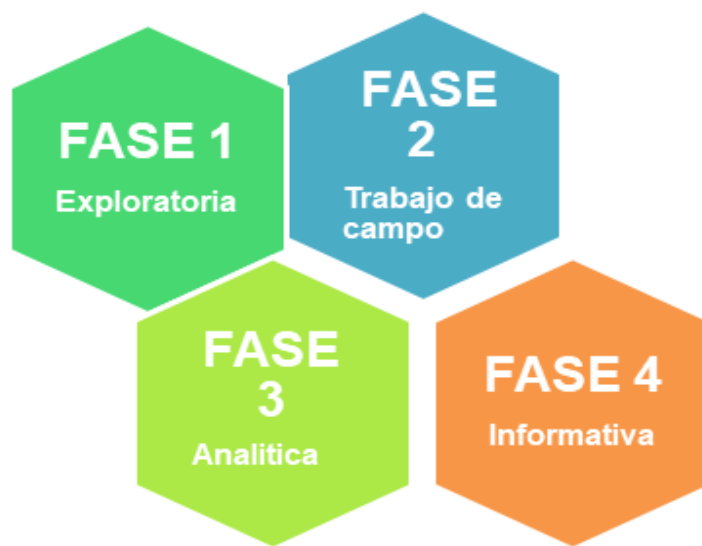 FASE 1
Exploratoria
FASE
2
Trabajo de
campo
FASE
3
Analitica
FASE 4
Informativa